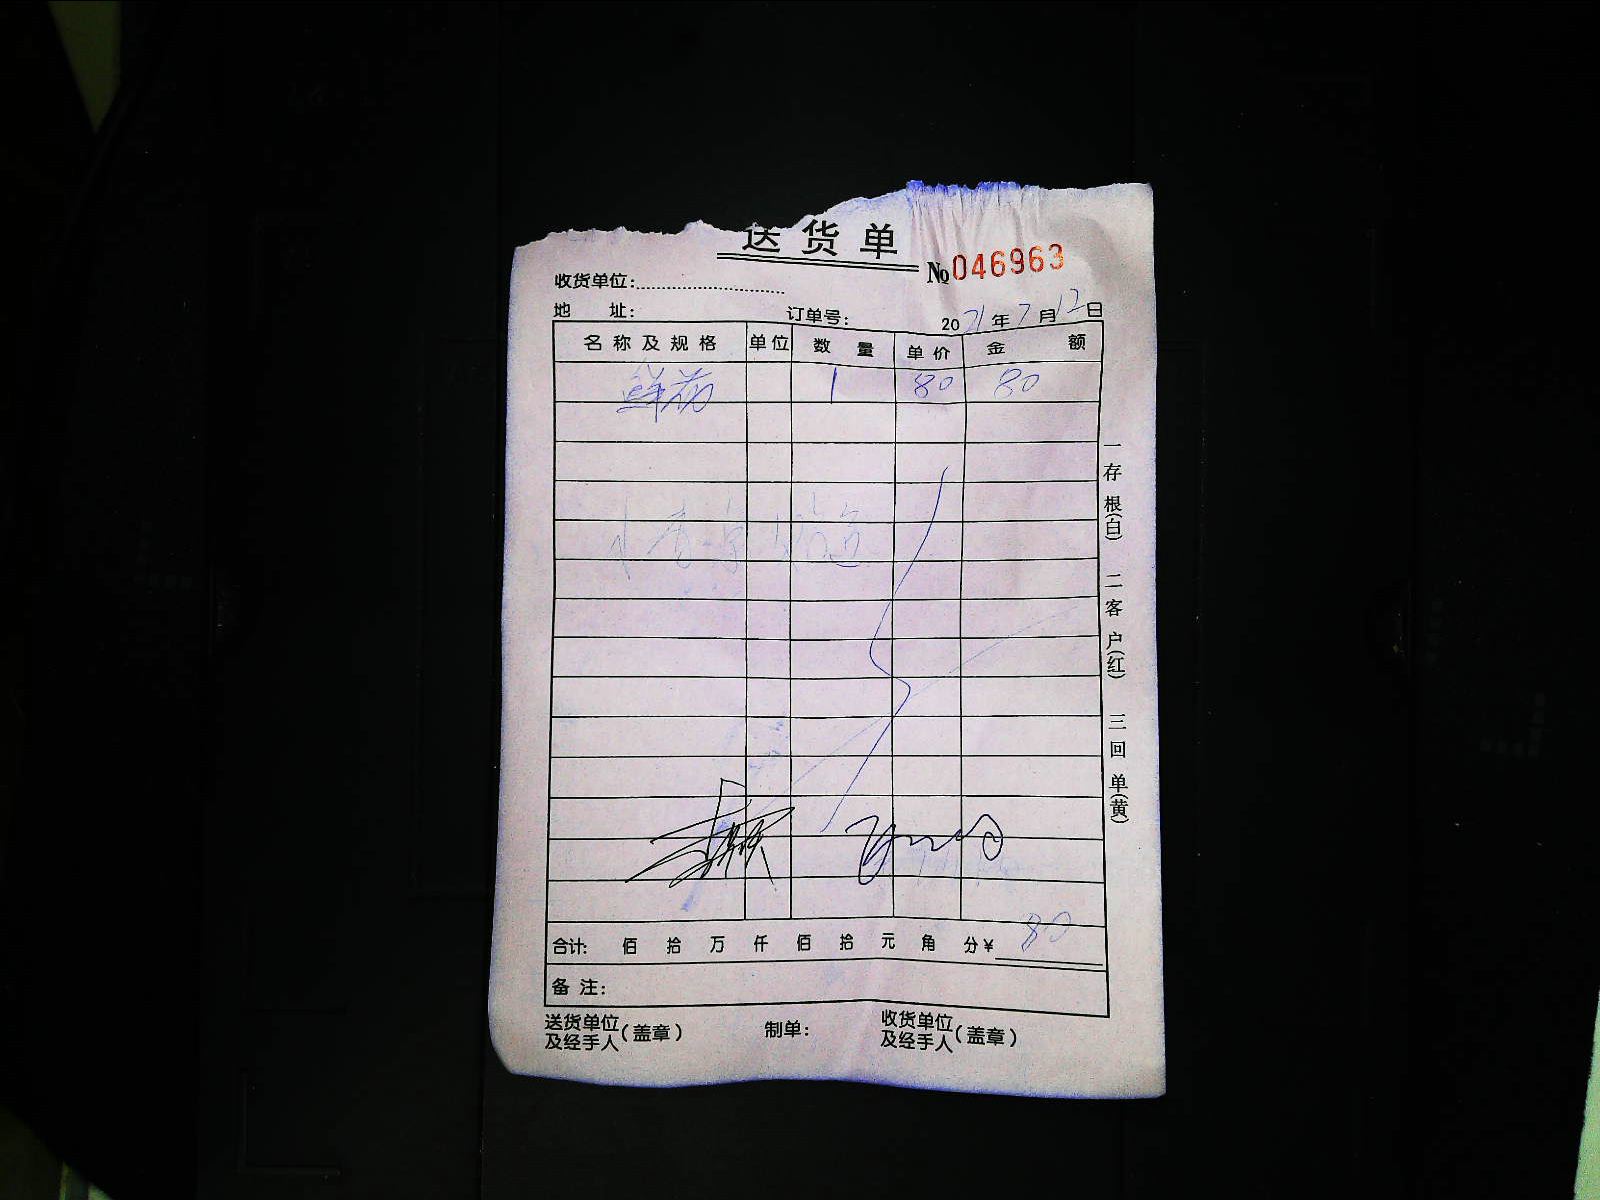 送货单
№046963
收货单位:
地 址: 订单号: 2021年7月12日
名称及规格 单位 数量 单价 金额
鲜花 1 80 80
一存根(白) 二客户(红) 三回单(黄)
合计: 佰 拾 万 仟 佰 拾 元 角 分¥ 80
备注:
送货单位及经手人(盖章) 制单: 收货单位及经手人(盖章)